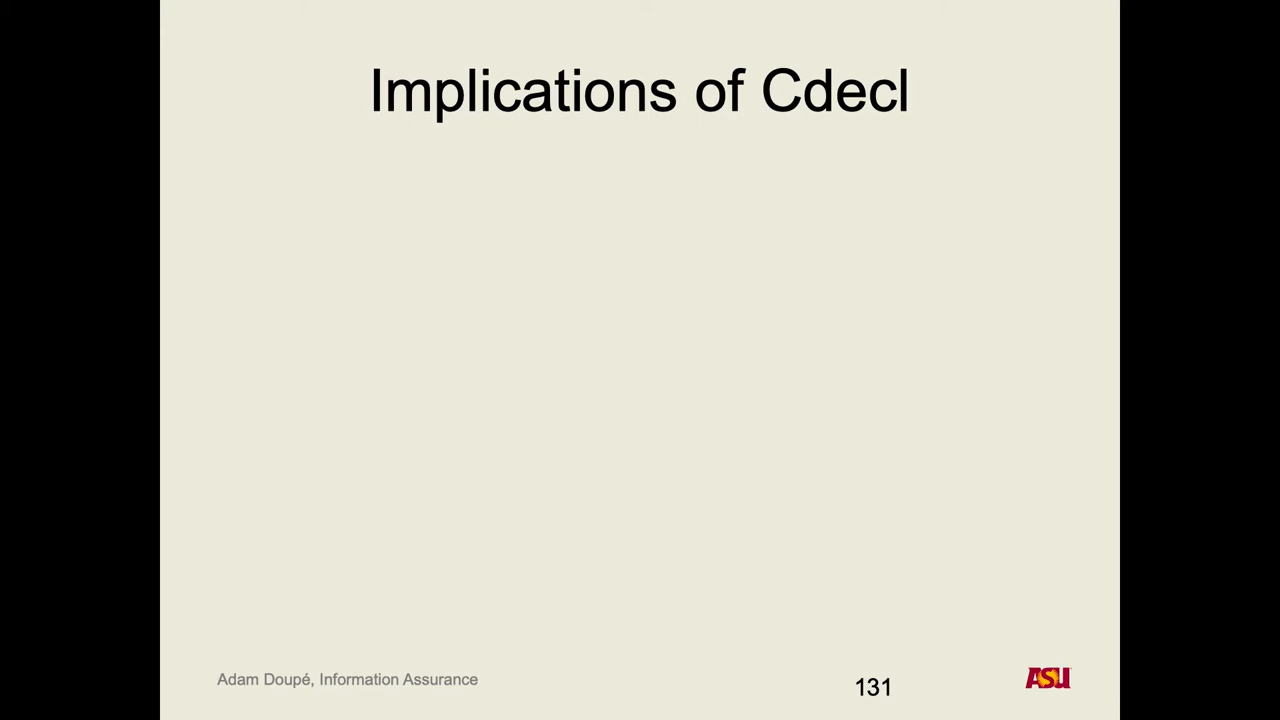 Implications of Cdecl
Adam Doupé, Information Assurance
131
ASU